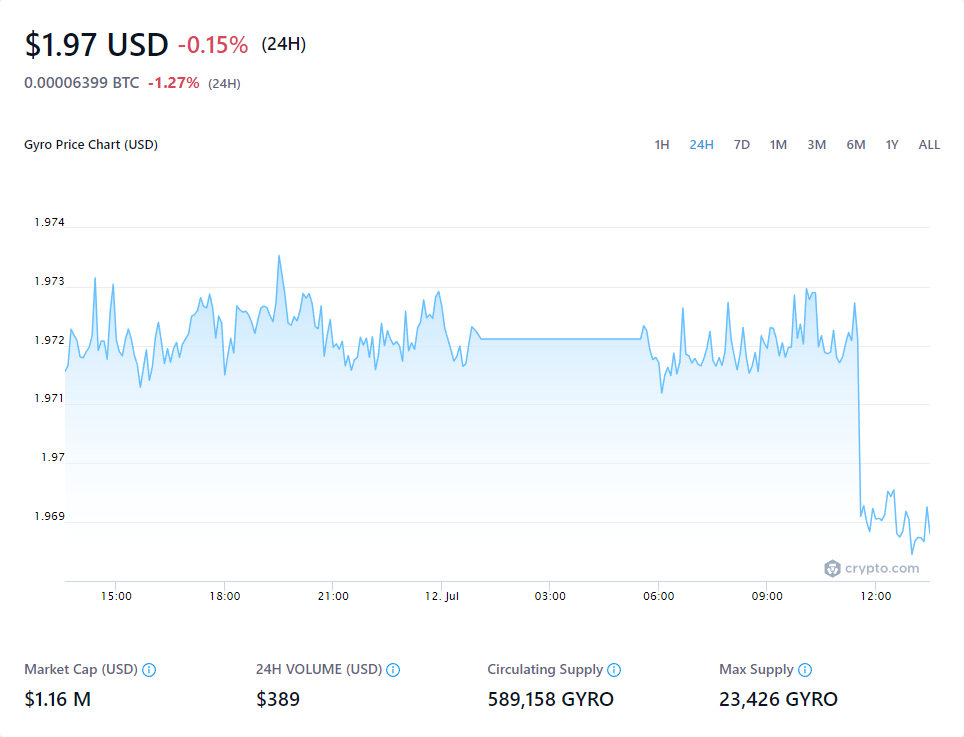 $1.97 USD -0.15% (24H)
0.00006399 BTC -1.27% (24H)
Gyro Price Chart (USD) 1H 24H 7D 1M 3M 6M 1Y ALL
1.974
1.973
1.972
1.971
1.97
1.969
crypto.com
15:00 18:00 21:00 12. Jul 03:00 06:00 09:00 12:00
Market Cap (USD) 24H VOLUME (USD) Circulating Supply Max Supply
$1.16 M $389 589,158 GYRO 23,426 GYRO